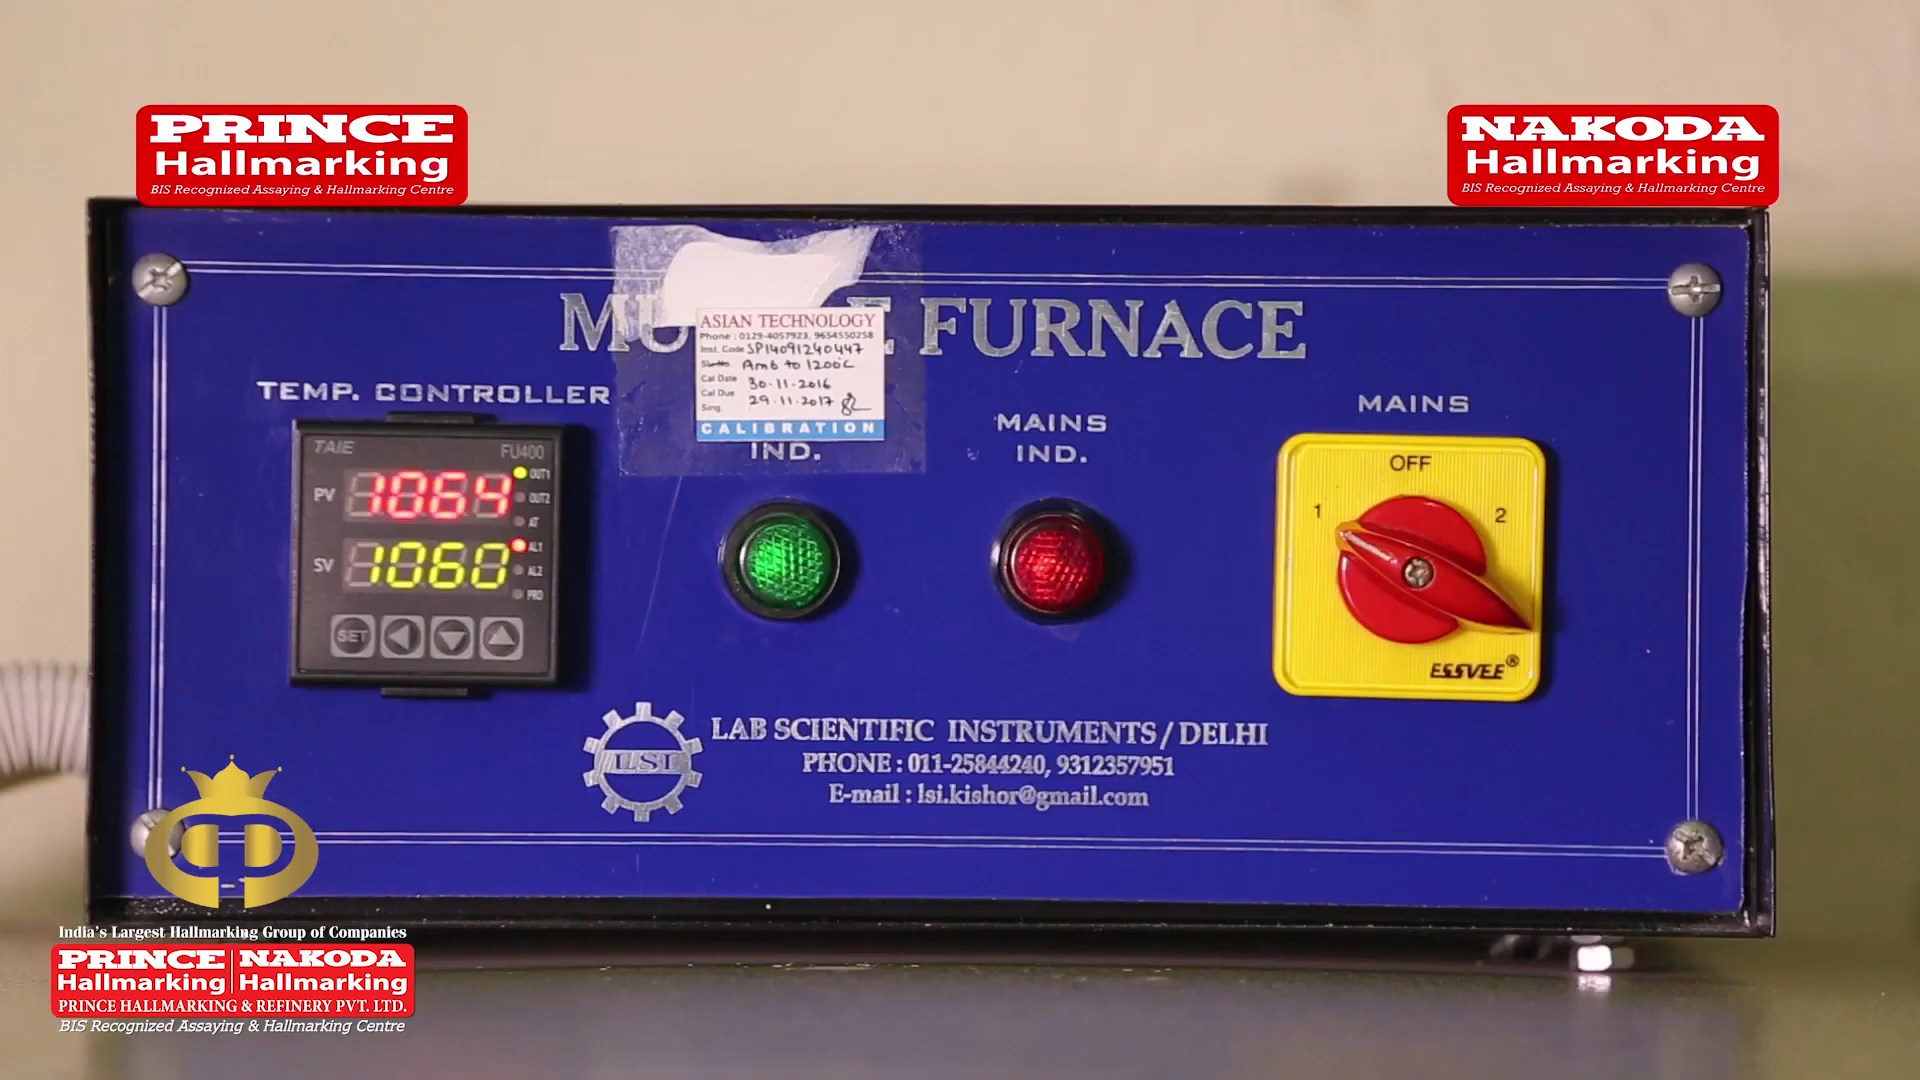 PRINCE
Hallmarking
BIS Recognized Assaying & Hallmarking Centre
NAKODA
Hallmarking
BIS Recognized Assaying & Hallmarking Centre
FURNACE
ASIAN TECHNOLOGY
Phone : 0129-4057923, 9654550258
Inst. Code SP14091240447
Amb to 1200°C
Cal Date 30-11-2016
Cal Due 29-11-2017
Sing.
CALIBRATION
TEMP. CONTROLLER
IND.
MAINS
IND.
MAINS
TAIE FU400
PV 1064
OUT1
OUT2
AT
SV 1060
AL1
AL2
PRO
SET
OFF
1 2
ESSVEE®
LSI
LAB SCIENTIFIC INSTRUMENTS / DELHI
PHONE : 011-25844240, 9312357951
E-mail : lsi.kishor@gmail.com
India's Largest Hallmarking Group of Companies
PRINCE NAKODA
Hallmarking Hallmarking
PRINCE HALLMARKING & REFINERY PVT. LTD.
BIS Recognized Assaying & Hallmarking Centre